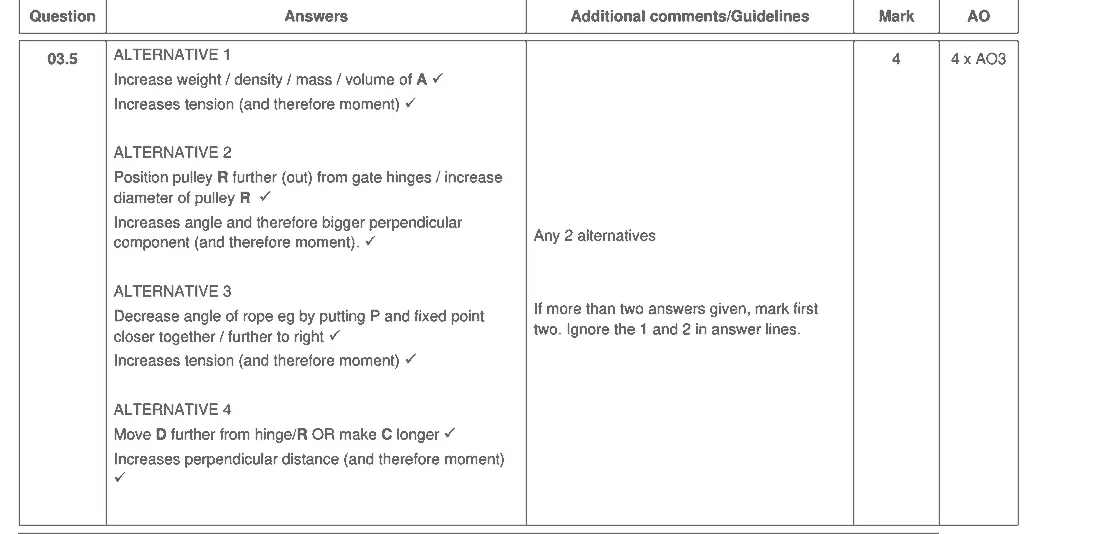 Question Answers Additional comments/Guidelines Mark AO
03.5 ALTERNATIVE 1 4 4 x AO3
Increase weight / density / mass / volume of A ✓
Increases tension (and therefore moment) ✓
ALTERNATIVE 2
Position pulley R further (out) from gate hinges / increase
diameter of pulley R ✓
Increases angle and therefore bigger perpendicular
component (and therefore moment). ✓
ALTERNATIVE 3
Decrease angle of rope eg by putting P and fixed point
closer together / further to right ✓
Increases tension (and therefore moment) ✓
ALTERNATIVE 4
Move D further from hinge/R OR make C longer ✓
Increases perpendicular distance (and therefore moment)
✓
Any 2 alternatives
If more than two answers given, mark first
two. Ignore the 1 and 2 in answer lines.